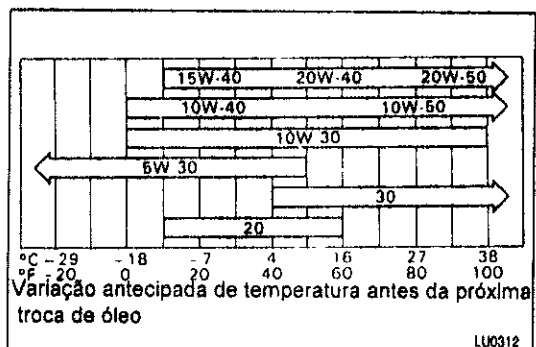 15W-40 20W-40 20W-50
10W-40 10W-50
10W 30
5W 30
30
20
°C -29 -18 -7 4 16 27 38
°F -20 0 20 40 60 80 100
Variação antecipada de temperatura antes da próxima
troca de óleo
LU0312